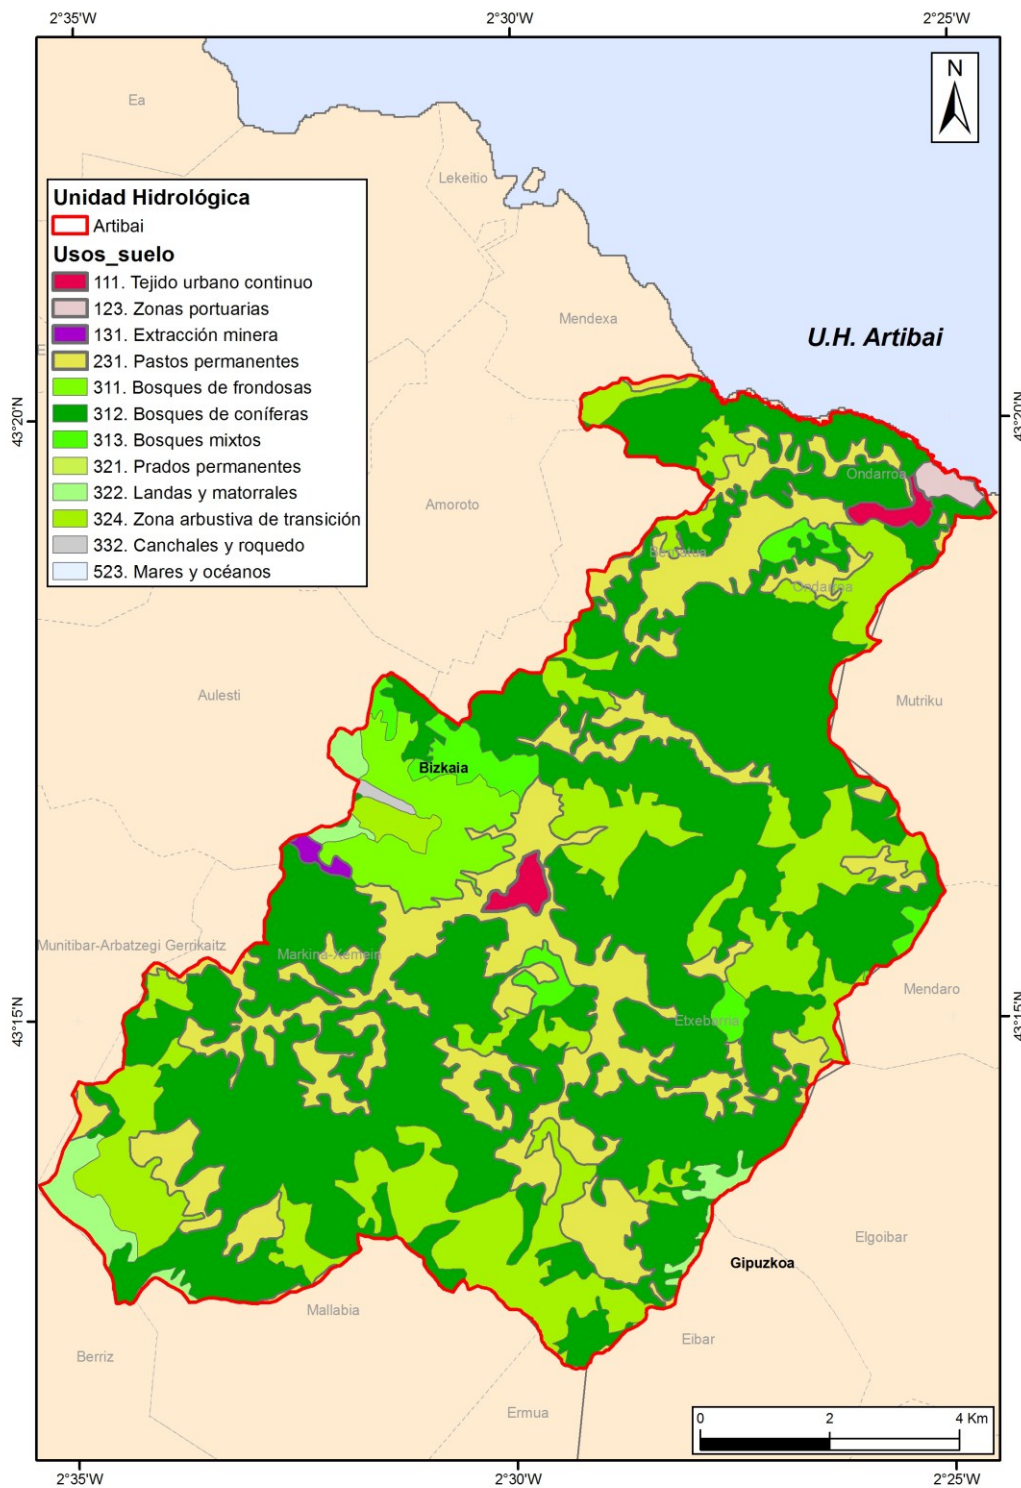 2°35'W
2°30'W
2°25'W
N
Ea
Lekeitio
Unidad Hidrológica
Artibai
Usos_suelo
111. Tejido urbano continuo
123. Zonas portuarias
131. Extracción minera
231. Pastos permanentes
311. Bosques de frondosas
312. Bosques de coníferas
313. Bosques mixtos
321. Prados permanentes
322. Landas y matorrales
324. Zona arbustiva de transición
332. Canchales y roquedo
523. Mares y océanos
Mendexa
U.H. Artibai
43°20'N
43°20'N
Ondarroa
Amoroto
Berriatua
Ondarroa
Aulesti
Mutriku
Bizkaia
Munitibar-Arbatzegi Gerrikaitz
Markina-Xemein
Mendaro
Etxebarria
43°15'N
43°15'N
Elgoibar
Gipuzkoa
Mallabia
Eibar
Berriz
Ermua
0
2
4 Km
2°35'W
2°30'W
2°25'W